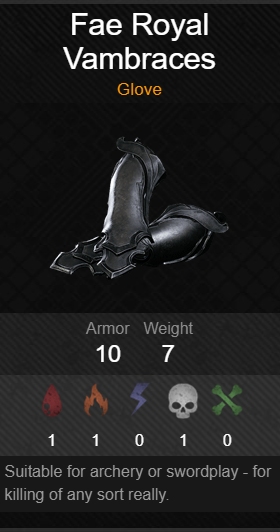 Fae Royal
Vambraces
Glove
Armor Weight
10 7
1 1 0 1 0
Suitable for archery or swordplay - for
killing of any sort really.